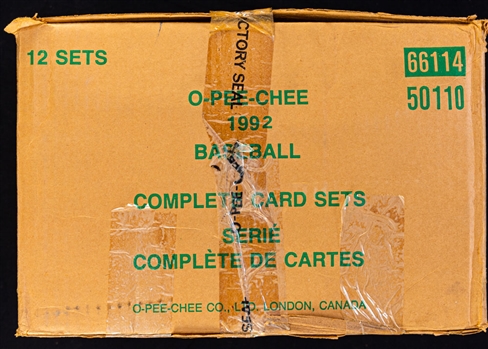 12 SETS
66114
50110
O-PEE-CHEE
1992
BASEBALL
COMPLETE CARD SETS
SERIÉ
COMPLÈTE DE CARTES
O-PEE-CHEE CO., LTD. LONDON, CANADA
FACTORY SEAL